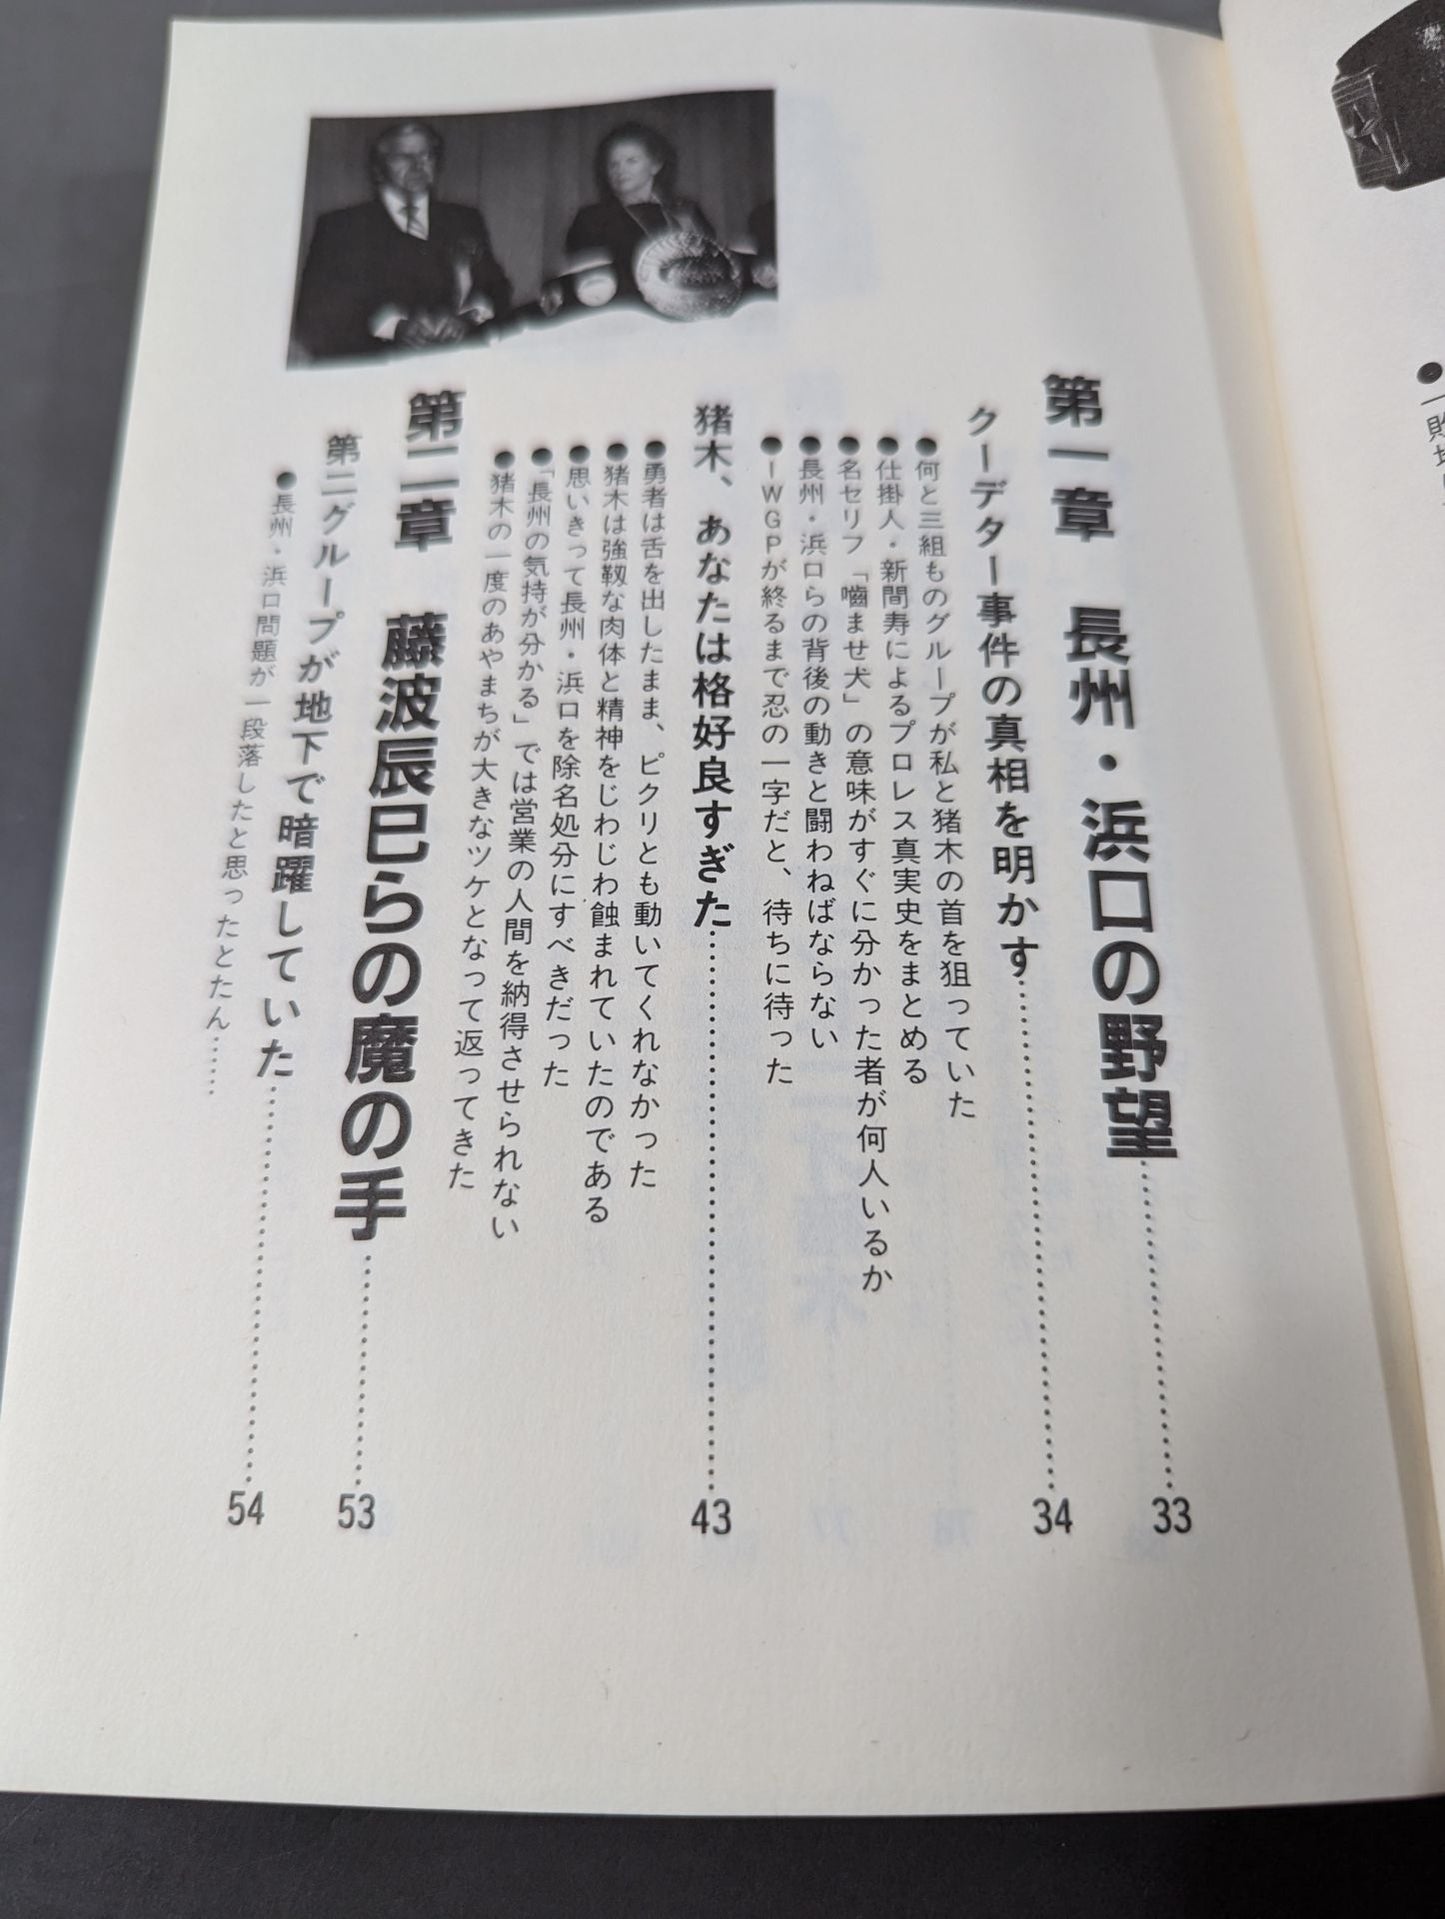 第一章　長州・浜口の野望……33
クーデター事件の真相を明かす……34
●何と三組ものグループが私と猪木の首を狙っていた
●仕掛人・新間寿によるプロレス真実史をまとめる
●名セリフ「嚙ませ犬」の意味がすぐに分かった者が何人いるか
●長州・浜口らの背後の動きと闘わねばならない
●IWGPが終るまで忍の一字だと、待ちに待った
猪木、あなたは格好良すぎた……43
●勇者は舌を出したまま、ピクリとも動いてくれなかった
●猪木は強靱な肉体と精神をじわじわ蝕まれていたのである
●思いきって長州・浜口を除名処分にすべきだった
●「長州の気持が分かる」では営業の人間を納得させられない
●猪木の一度のあやまちが大きなツケとなって返ってきた
第二章　藤波辰巳らの魔の手……53
第二グループが地下で暗躍していた……54
●長州・浜口問題が一段落したと思ったとたん……